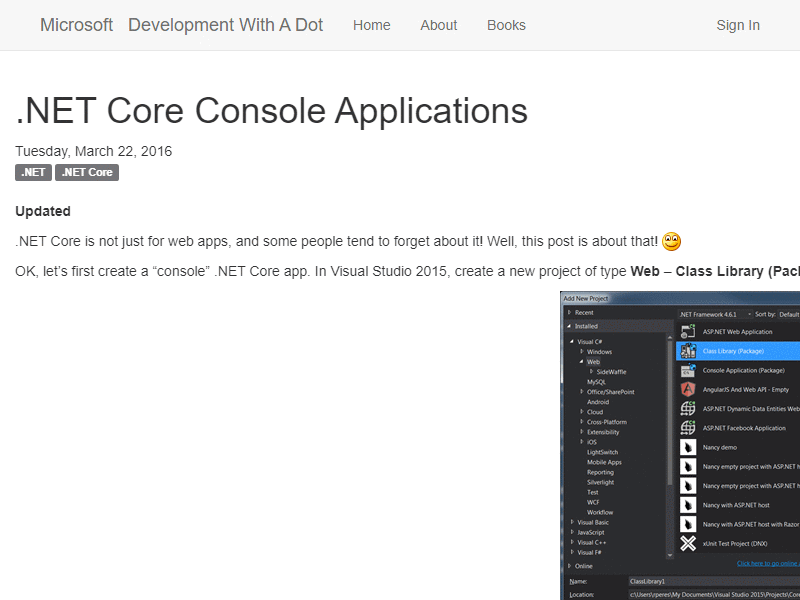 Microsoft Development With A Dot Home About Books Sign In
.NET Core Console Applications
Tuesday, March 22, 2016
.NET .NET Core
Updated
.NET Core is not just for web apps, and some people tend to forget about it! Well, this post is about that!
OK, let’s first create a “console” .NET Core app. In Visual Studio 2015, create a new project of type Web – Class Library (Pac
Add New Project
Recent
.NET Framework 4.6.1 Sort by: Default
Installed
Visual C#
Windows
Web
SideWaffle
MySQL
Office/SharePoint
Android
Cloud
Cross-Platform
Extensibility
iOS
LightSwitch
Mobile Apps
Reporting
Silverlight
Test
WCF
Workflow
Visual Basic
JavaScript
Visual C++
Visual F#
Online
ASP.NET Web Application
Class Library (Package)
Console Application (Package)
AngularJS And Web API - Empty
ASP.NET Dynamic Data Entities Web
ASP.NET Facebook Application
Nancy demo
Nancy empty project with ASP.NET h
Nancy empty project with ASP.NET h
Nancy with ASP.NET host
Nancy with ASP.NET host with Razor
xUnit Test Project (DNX)
Click here to go online
Name: ClassLibrary1
Location: c:\Users\rperes\My Documents\Visual Studio 2015\Projects\Core